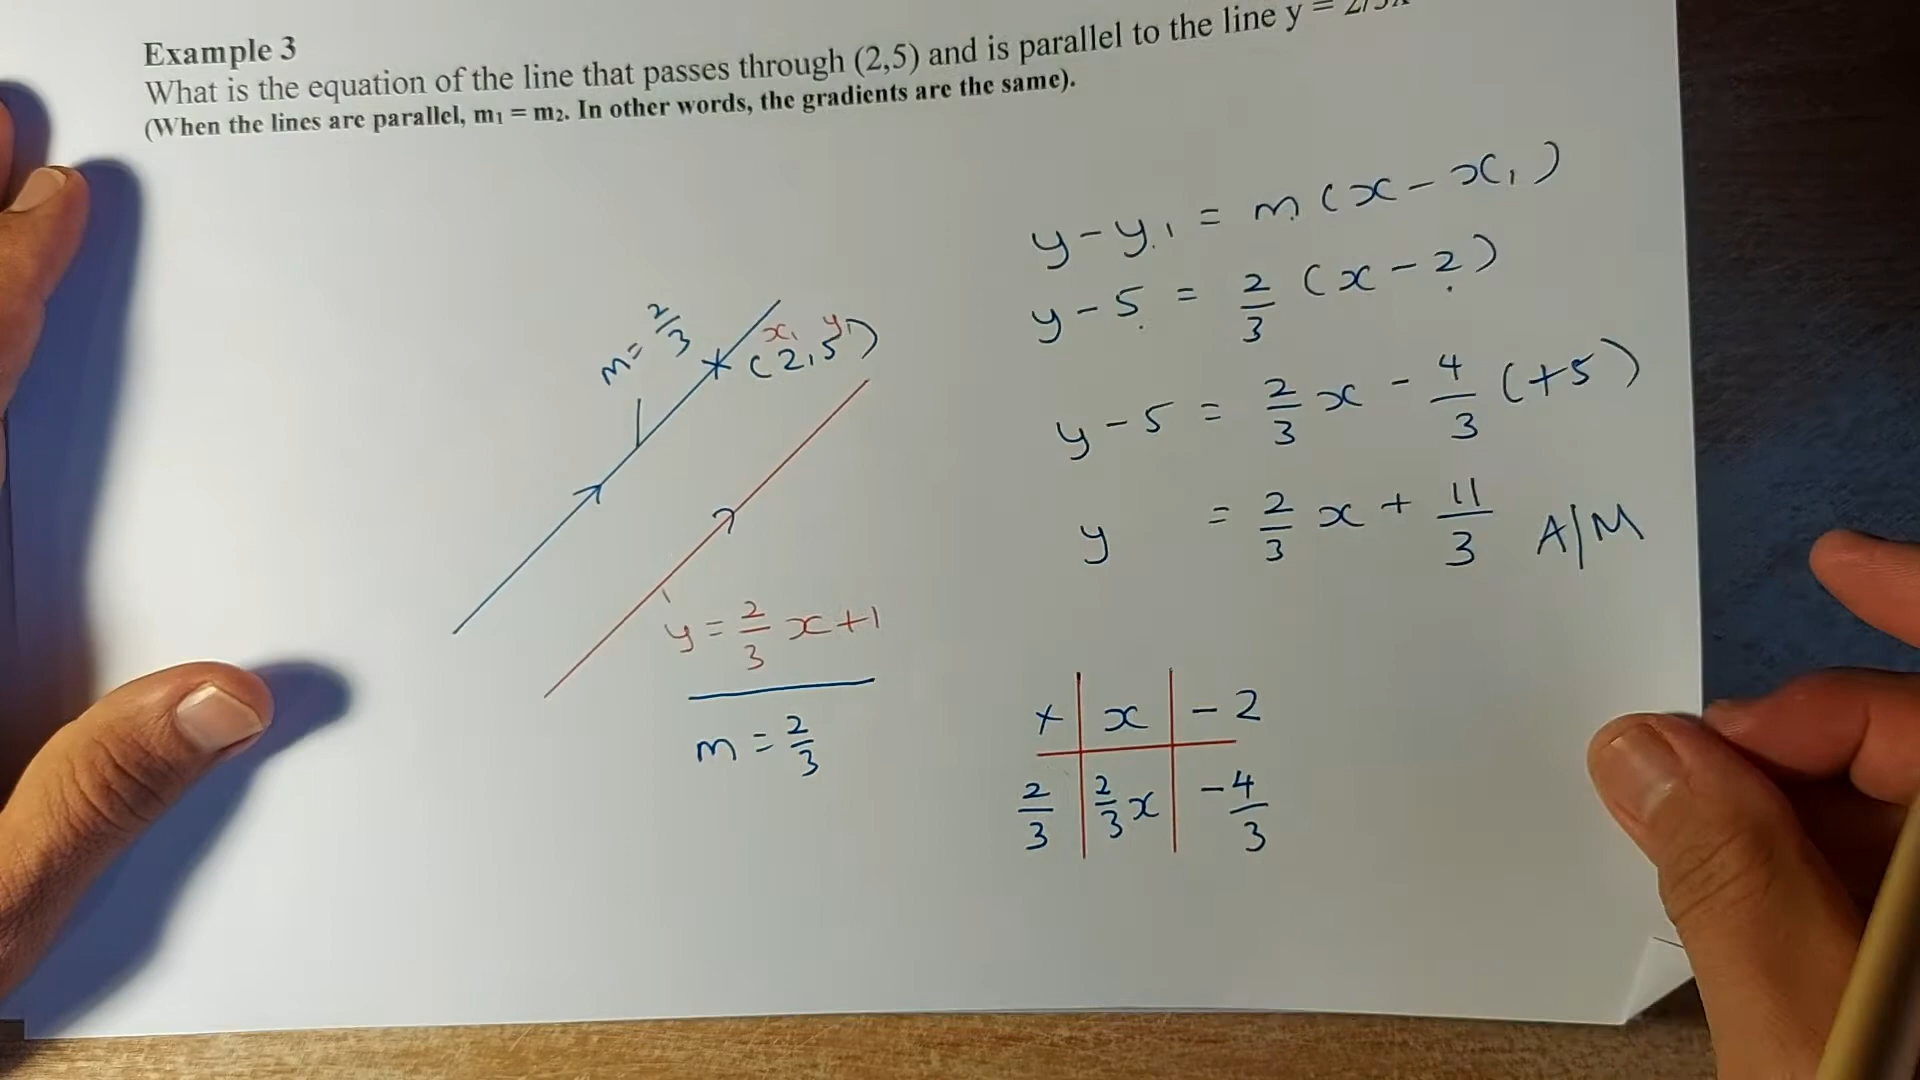 Example 3
What is the equation of the line that passes through (2,5) and is parallel to the line y =
(When the lines are parallel, m₁ = m₂. In other words, the gradients are the same).
y - y₁ = m (x - x₁)
y - 5 = 2/3 (x - 2)
y - 5 = 2/3 x - 4/3 (+5)
y = 2/3 x + 11/3 A/M
m = 2/3
x₁ y₁
(2,5)
y = 2/3 x + 1
m = 2/3
× | x | - 2
2/3 | 2/3 x | - 4/3